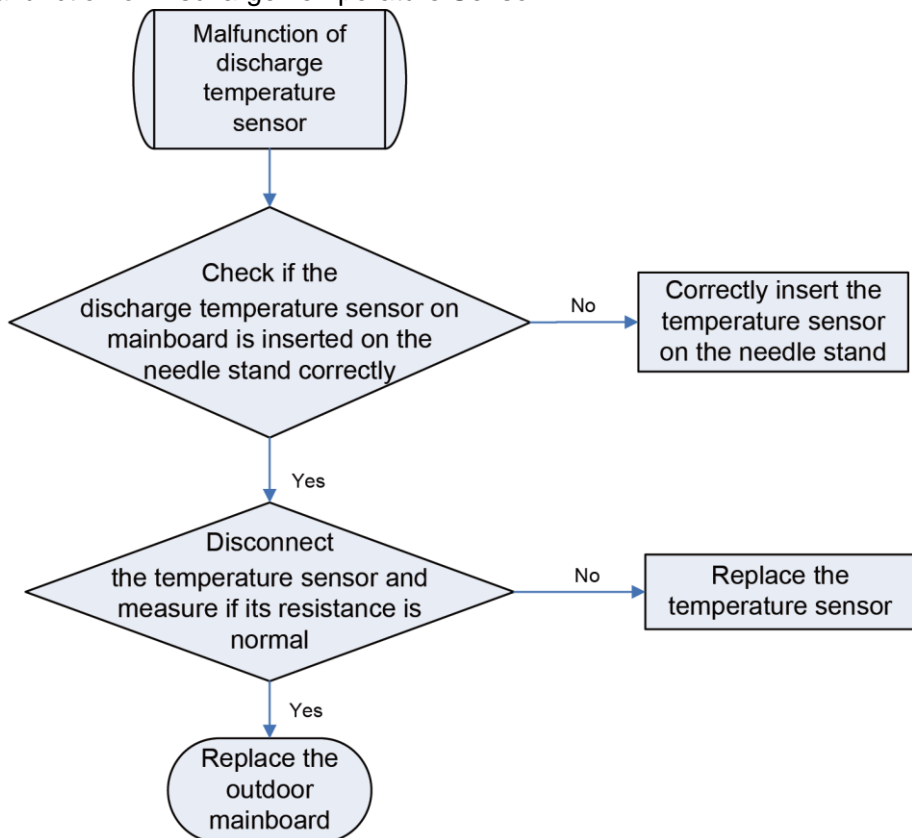 Malfunction of
discharge
temperature
sensor
Check if the
discharge temperature sensor on
mainboard is inserted on the
needle stand correctly
No
Correctly insert the
temperature sensor
on the needle stand
Yes
Disconnect
the temperature sensor and
measure if its resistance is
normal
No
Replace the
temperature sensor
Yes
Replace the
outdoor
mainboard